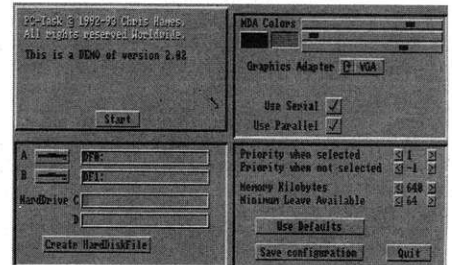 PC-Task © 1992-93 Chris Hames,
All rights reserved Worldwide.
This is a DEMO of version 2.02
Start
MDA Colors
Graphics Adapter VGA
Use Serial
Use Parallel
A DF0:
B DF1:
HardDrive C
D
Create HardDiskFile
Priority when selected 1
Priority when not selected -1
Memory Kilobytes 640
Minimum Leave Available 64
Use Defaults
Save configuration
Quit